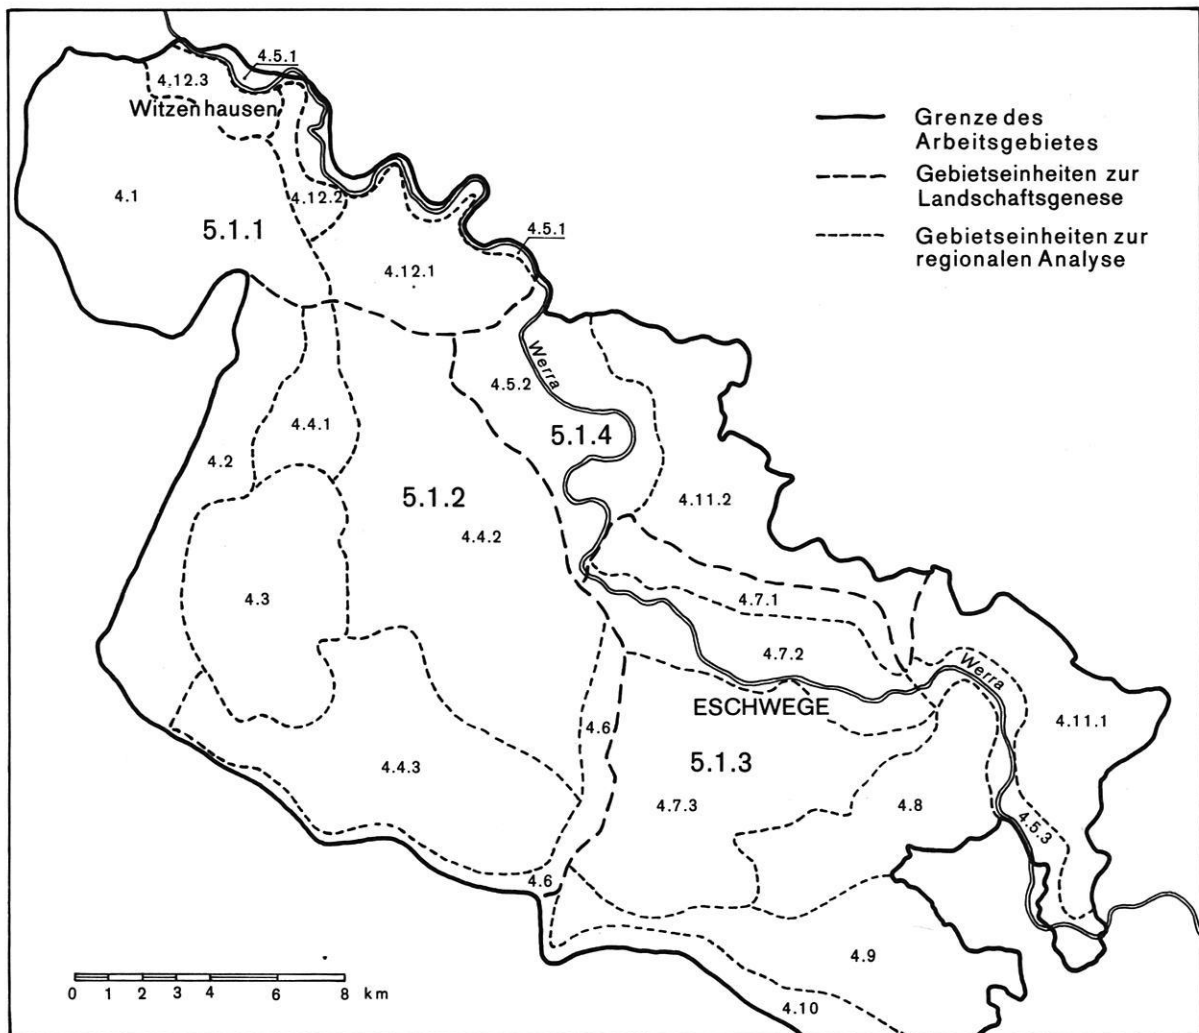 4.5.1
4.12.3
Witzenhausen
Grenze des
Arbeitsgebietes
Gebietseinheiten zur
Landschaftsgenese
Gebietseinheiten zur
regionalen Analyse
4.1
4.12.2
5.1.1
4.5.1
4.12.1
Werra
4.5.2
4.4.1
5.1.4
4.2
5.1.2
4.11.2
4.4.2
4.3
4.7.1
4.7.2
Werra
ESCHWEGE
4.6
4.11.1
5.1.3
4.4.3
4.7.3
4.8
4.5.3
4.6
4.9
4.10
0 1 2 3 4 6 8 km